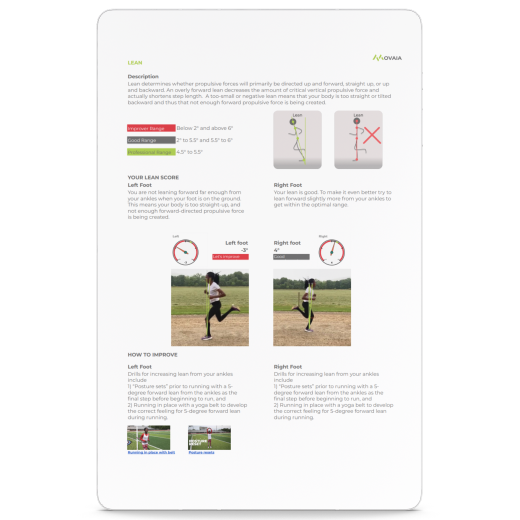 MOVAIA
LEAN
Description
Lean determines whether propulsive forces will primarily be directed up and forward, straight up, or up
and backward. An overly forward lean decreases the amount of critical vertical propulsive force and
actually shortens step length. A too-small or negative lean means that your body is too straight or tilted
backward and thus that not enough forward propulsive force is being created.
Improver Range Below 2° and above 6°
Good Range 2° to 5.5° and 5.5° to 6°
Professional Range 4.5° to 5.5°
Lean Lean
YOUR LEAN SCORE
Left Foot
You are not leaning forward far enough from
your ankles when your foot is on the ground.
This means your body is too straight-up, and
not enough forward-directed propulsive force
is being created.
Right Foot
Your lean is good. To make it even better try to
lean forward slightly more from your ankles to
get within the optimal range.
Left
Left foot
-3°
Let's Improve
Right foot
4°
Good
Right
HOW TO IMPROVE
Left Foot
Drills for increasing lean from your ankles
include:
1) "Posture sets" prior to running with a 5-
degree forward lean from the ankles as the
final step before beginning to run, and
2) Running in place with a yoga belt to develop
the correct feeling for 5-degree forward lean
during running.
Right Foot
Drills for increasing lean from your ankles
include:
1) "Posture sets" prior to running with a 5-
degree forward lean from the ankles as the
final step before beginning to run, and
2) Running in place with a yoga belt to develop
the correct feeling for 5-degree forward lean
during running.
POSTURE
RESET
Running in place with belt
Posture resets